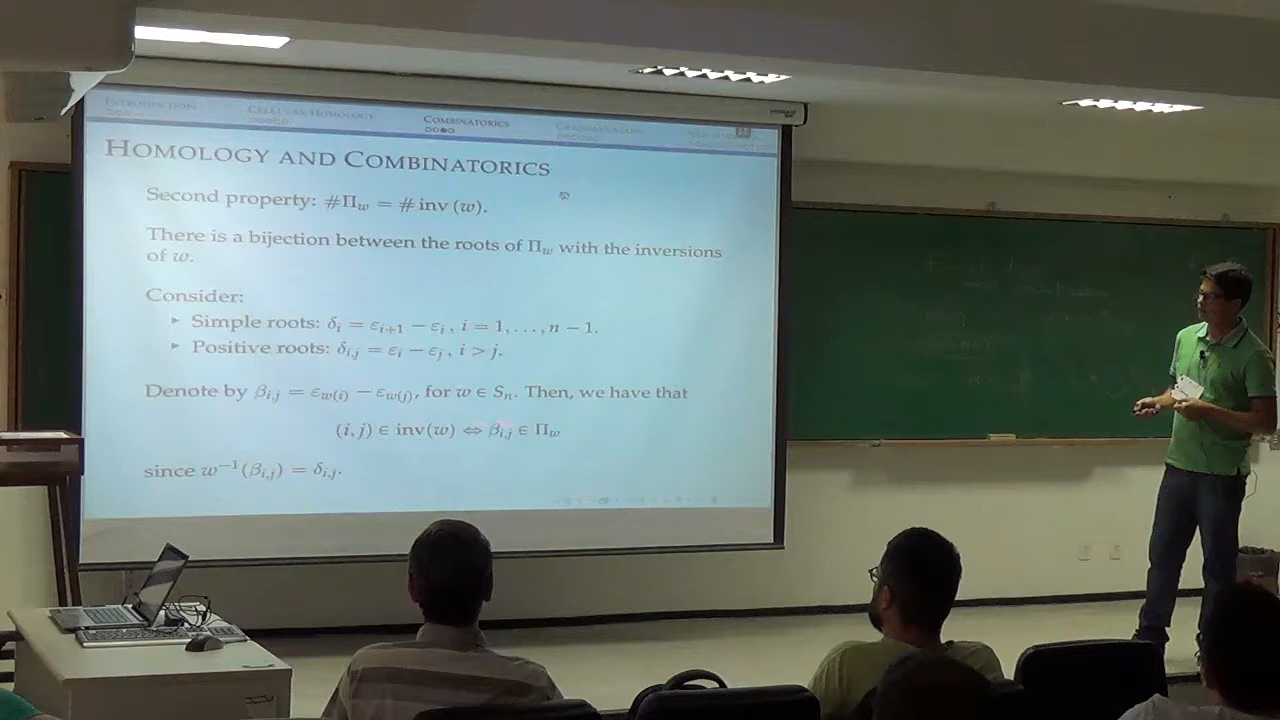 INTRODUCTION CELLULAR HOMOLOGY COMBINATORICS GRASSMANNIANS
HOMOLOGY AND COMBINATORICS
Second property: #Π_w = # inv (w).
There is a bijection between the roots of Π_w with the inversions
of w.
Consider:
▸ Simple roots: δ_i = ε_{i+1} − ε_i , i = 1, . . . , n − 1.
▸ Positive roots: δ_{i,j} = ε_i − ε_j , i > j.
Denote by β_{i,j} = ε_{w(i)} − ε_{w(j)}, for w ∈ S_n. Then, we have that
(i, j) ∈ inv(w) ⇔ β_{i,j} ∈ Π_w
since w^{−1}(β_{i,j}) = δ_{i,j}.